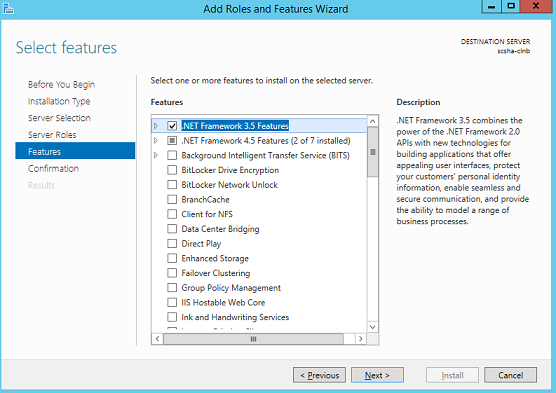 Add Roles and Features Wizard
Select features
DESTINATION SERVER
scsha-clnb
Before You Begin
Installation Type
Server Selection
Server Roles
Features
Confirmation
Results
Select one or more features to install on the selected server.
Features
.NET Framework 3.5 Features
.NET Framework 4.5 Features (2 of 7 installed)
Background Intelligent Transfer Service (BITS)
BitLocker Drive Encryption
BitLocker Network Unlock
BranchCache
Client for NFS
Data Center Bridging
Direct Play
Enhanced Storage
Failover Clustering
Group Policy Management
IIS Hostable Web Core
Ink and Handwriting Services
Description
.NET Framework 3.5 combines the
power of the .NET Framework 2.0
APIs with new technologies for
building applications that offer
appealing user interfaces, protect
your customers' personal identity
information, enable seamless and
secure communication, and provide
the ability to model a range of
business processes.
< Previous
Next >
Install
Cancel